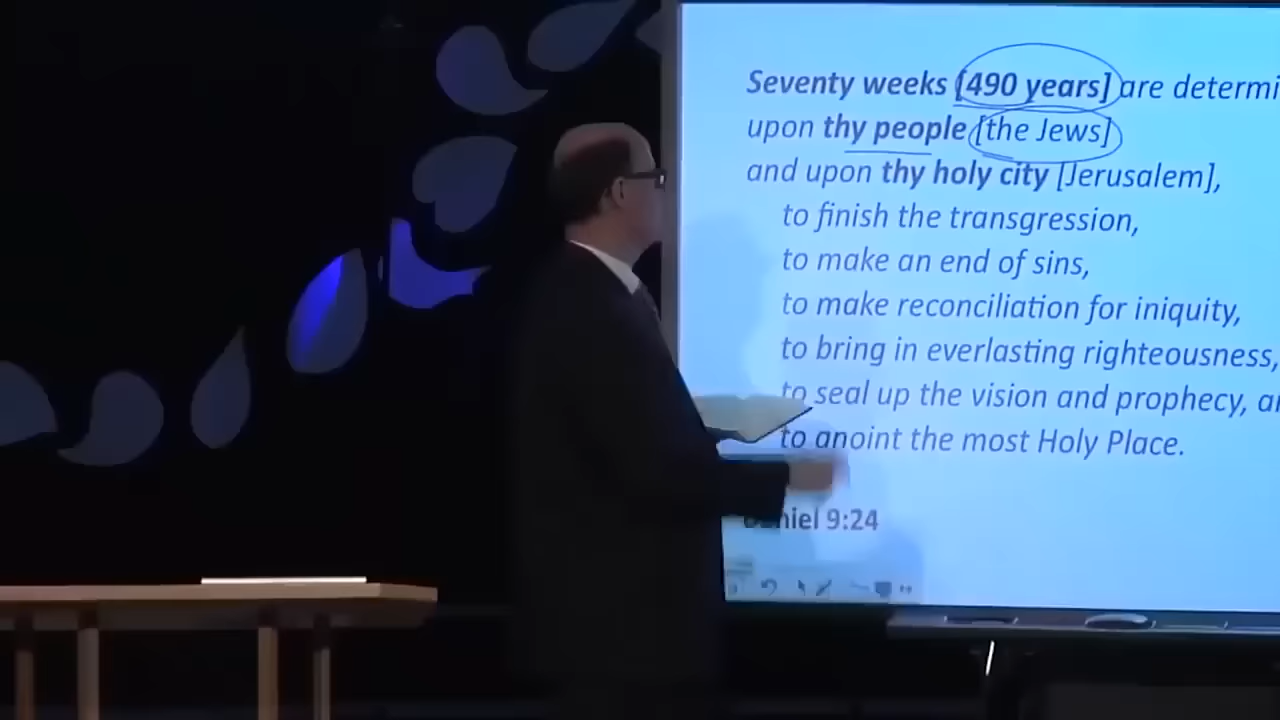 Seventy weeks [490 years] are determi
upon thy people [the Jews]
and upon thy holy city [Jerusalem],
to finish the transgression,
to make an end of sins,
to make reconciliation for iniquity,
to bring in everlasting righteousness,
to seal up the vision and prophecy, a
to anoint the most Holy Place.
Daniel 9:24